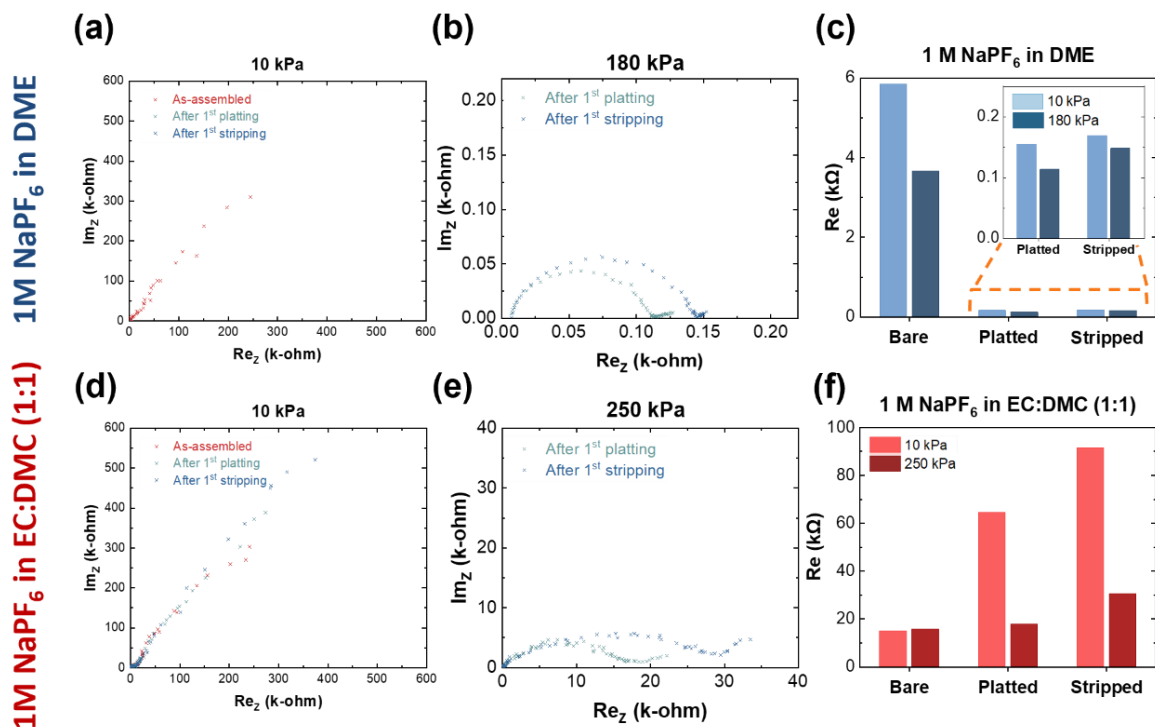 1M NaPF6 in DME
(a)
10 kPa
Imz (k-ohm)
600
500
400
300
200
100
0
As-assembled
After 1st platting
After 1st stripping
0 100 200 300 400 500 600
Rez (k-ohm)
(b)
180 kPa
Imz (k-ohm)
0.20
0.15
0.10
0.05
0.00
After 1st platting
After 1st stripping
0.00 0.05 0.10 0.15 0.20
Rez (k-ohm)
(c)
1 M NaPF6 in DME
Re (kΩ)
6
4
2
0
10 kPa
180 kPa
0.2
0.1
0.0
Platted Stripped
Bare Platted Stripped
1M NaPF6 in EC:DMC (1:1)
(d)
10 kPa
Imz (k-ohm)
600
500
400
300
200
100
0
As-assembled
After 1st platting
After 1st stripping
0 100 200 300 400 500 600
Rez (k-ohm)
(e)
250 kPa
Imz (k-ohm)
40
30
20
10
0
After 1st platting
After 1st stripping
0 10 20 30 40
Rez (k-ohm)
(f)
1 M NaPF6 in EC:DMC (1:1)
Re (kΩ)
100
80
60
40
20
0
10 kPa
250 kPa
Bare Platted Stripped